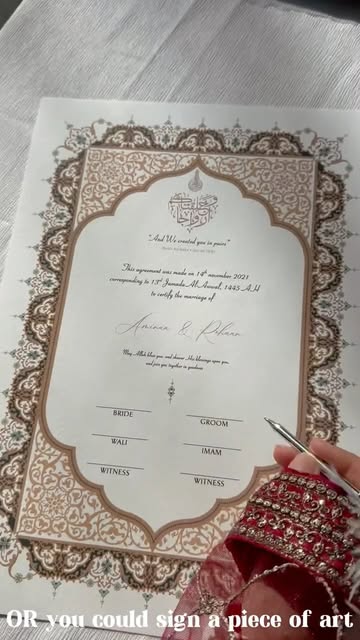 وخلقناكم أزواجا
"And We created you in pairs"
This agreement was made on 14th november 2021
corresponding to 13th Jumada Al-Awwal, 1445 A.H
to certify the marriage of
&
May Allah bless you and shower His blessings upon you,
and join you together in goodness
BRIDE
GROOM
WALI
IMAM
WITNESS
WITNESS
OR you could sign a piece of art